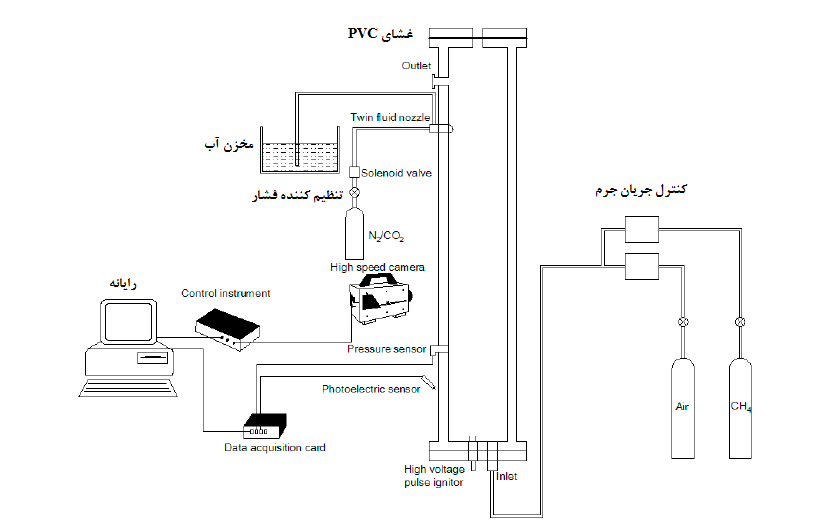 غشای PVC
Outlet
Twin fluid nozzle
مخزن آب
Solenoid valve
تنظیم کننده فشار
کنترل جریان جرم
N2/CO2
High speed camera
رایانه
Control instrument
Pressure sensor
Photoelectric sensor
Air
CH4
Data acquisition card
High voltage
pulse ignitor
Inlet